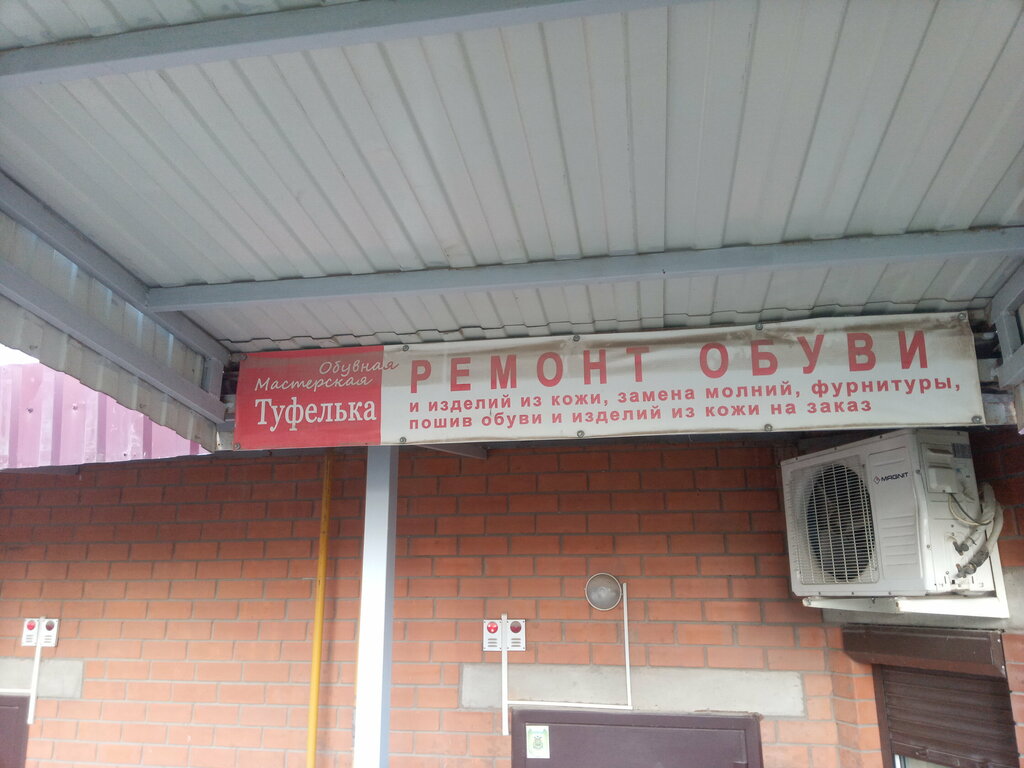 Обувная
Мастерская
Туфелька
РЕМОНТ ОБУВИ
и изделий из кожи, замена молний, фурнитуры,
пошив обуви и изделий из кожи на заказ
MAGNIT